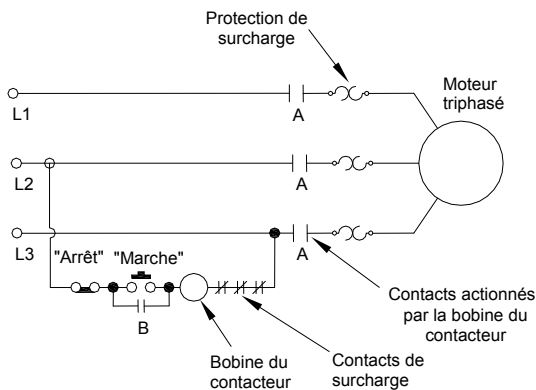 Protection de
surcharge
Moteur
triphasé
L1
A
L2
A
L3
A
"Arrêt"
"Marche"
B
Contacts actionnés
par la bobine du
contacteur
Bobine du
contacteur
Contacts de
surcharge